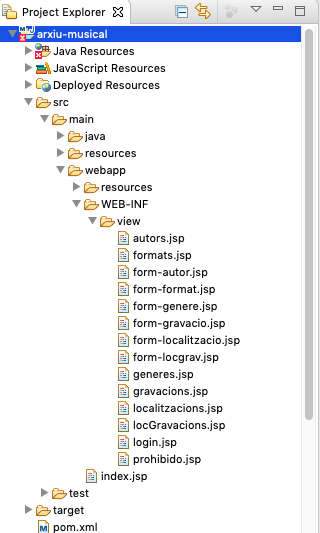 Project Explorer
arxiu-musical
Java Resources
JavaScript Resources
Deployed Resources
src
main
java
resources
webapp
resources
WEB-INF
view
autors.jsp
formats.jsp
form-autor.jsp
form-format.jsp
form-genere.jsp
form-gravacio.jsp
form-localitzacio.jsp
form-locgrav.jsp
generes.jsp
gravacions.jsp
localitzacions.jsp
locGravacions.jsp
login.jsp
prohibido.jsp
index.jsp
test
target
pom.xml